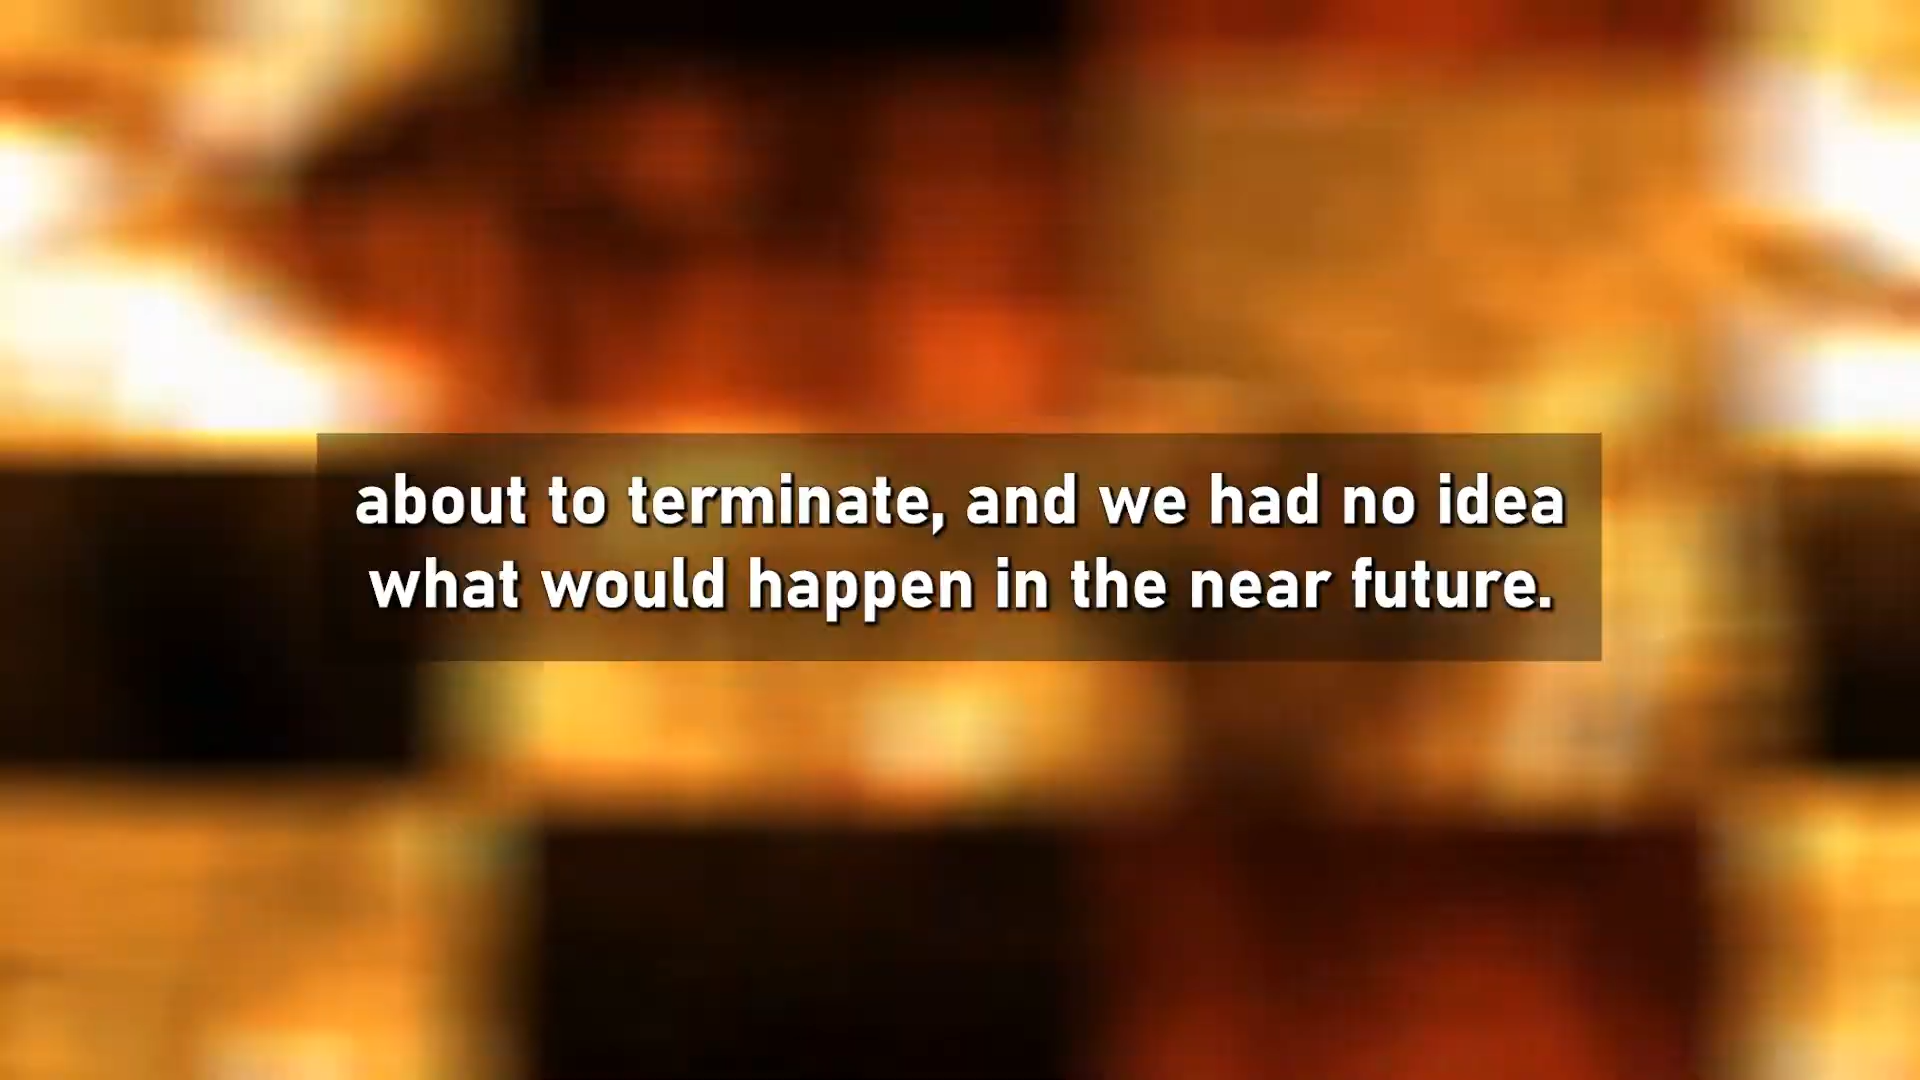 about to terminate, and we had no idea
what would happen in the near future.